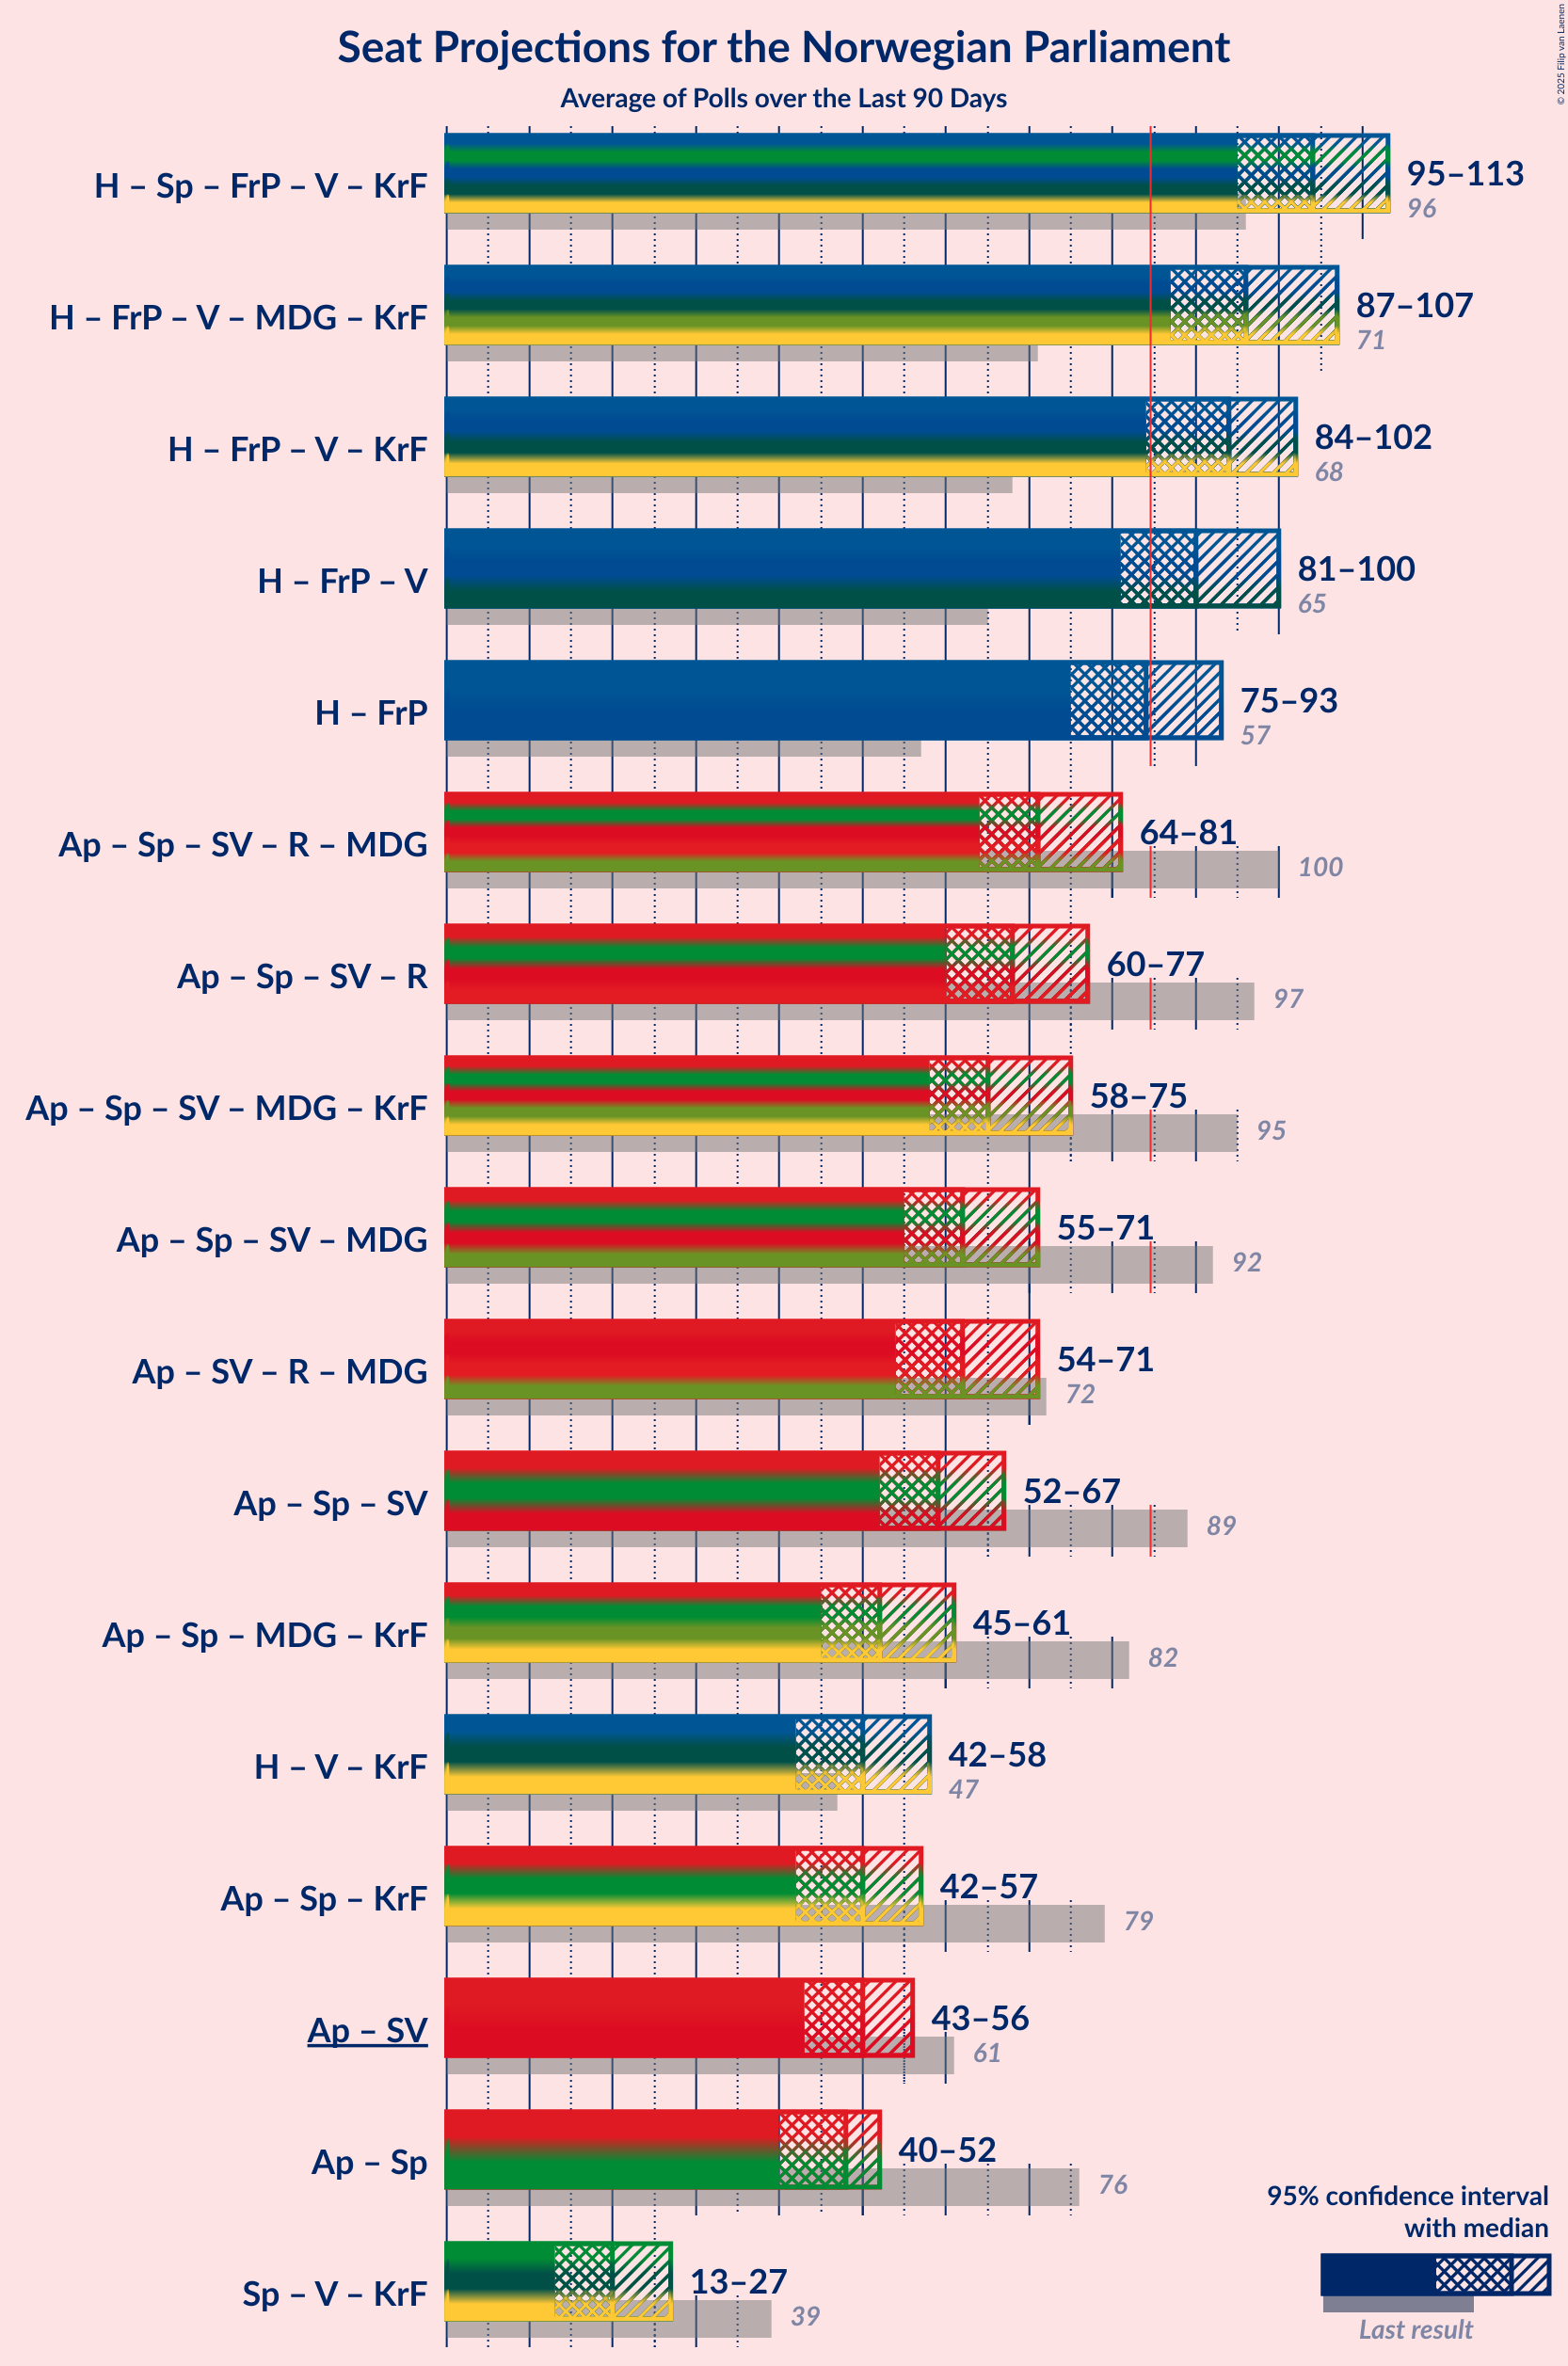 Seat Projections for the Norwegian Parliament
Average of Polls over the Last 90 Days
© 2025 Filip van Laenen
H – Sp – FrP – V – KrF
95–113
96
H – FrP – V – MDG – KrF
87–107
71
H – FrP – V – KrF
84–102
68
H – FrP – V
81–100
65
H – FrP
75–93
57
Ap – Sp – SV – R – MDG
64–81
100
Ap – Sp – SV – R
60–77
97
Ap – Sp – SV – MDG – KrF
58–75
95
Ap – Sp – SV – MDG
55–71
92
Ap – SV – R – MDG
54–71
72
Ap – Sp – SV
52–67
89
Ap – Sp – MDG – KrF
45–61
82
H – V – KrF
42–58
47
Ap – Sp – KrF
42–57
79
Ap – SV
43–56
61
Ap – Sp
40–52
76
Sp – V – KrF
13–27
39
95% confidence interval
with median
Last result